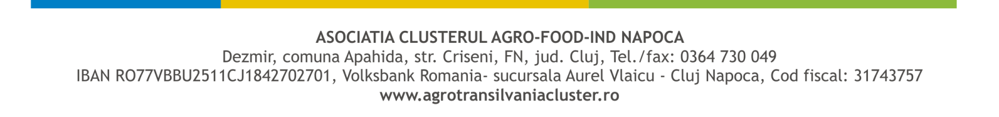 ASOCIATIA CLUSTERUL AGRO-FOOD-IND NAPOCA
Dezmir, comuna Apahida, str. Criseni, FN, jud. Cluj, Tel./fax: 0364 730 049
IBAN RO77VBBU2511CJ1842702701, Volksbank Romania- sucursala Aurel Vlaicu - Cluj Napoca, Cod fiscal: 31743757
www.agrotransilvaniacluster.ro